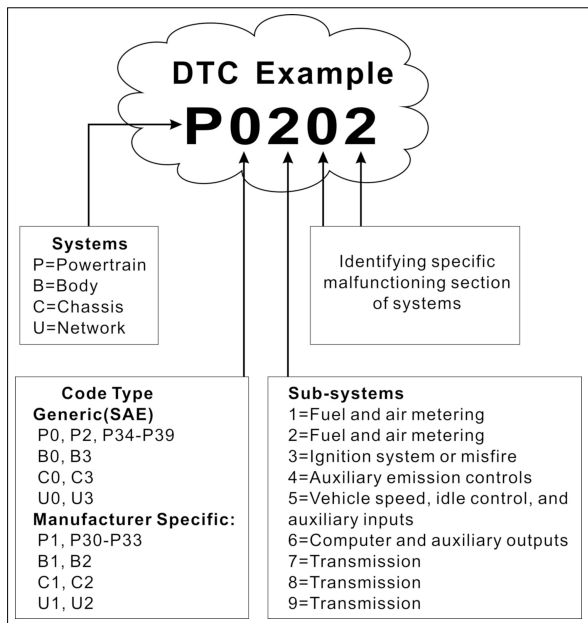 DTC Example
P0202
Systems
P=Powertrain
B=Body
C=Chassis
U=Network
Identifying specific
malfunctioning section
of systems
Code Type
Generic(SAE)
P0, P2, P34-P39
B0, B3
C0, C3
U0, U3
Manufacturer Specific:
P1, P30-P33
B1, B2
C1, C2
U1, U2
Sub-systems
1=Fuel and air metering
2=Fuel and air metering
3=Ignition system or misfire
4=Auxiliary emission controls
5=Vehicle speed, idle control, and
auxiliary inputs
6=Computer and auxiliary outputs
7=Transmission
8=Transmission
9=Transmission